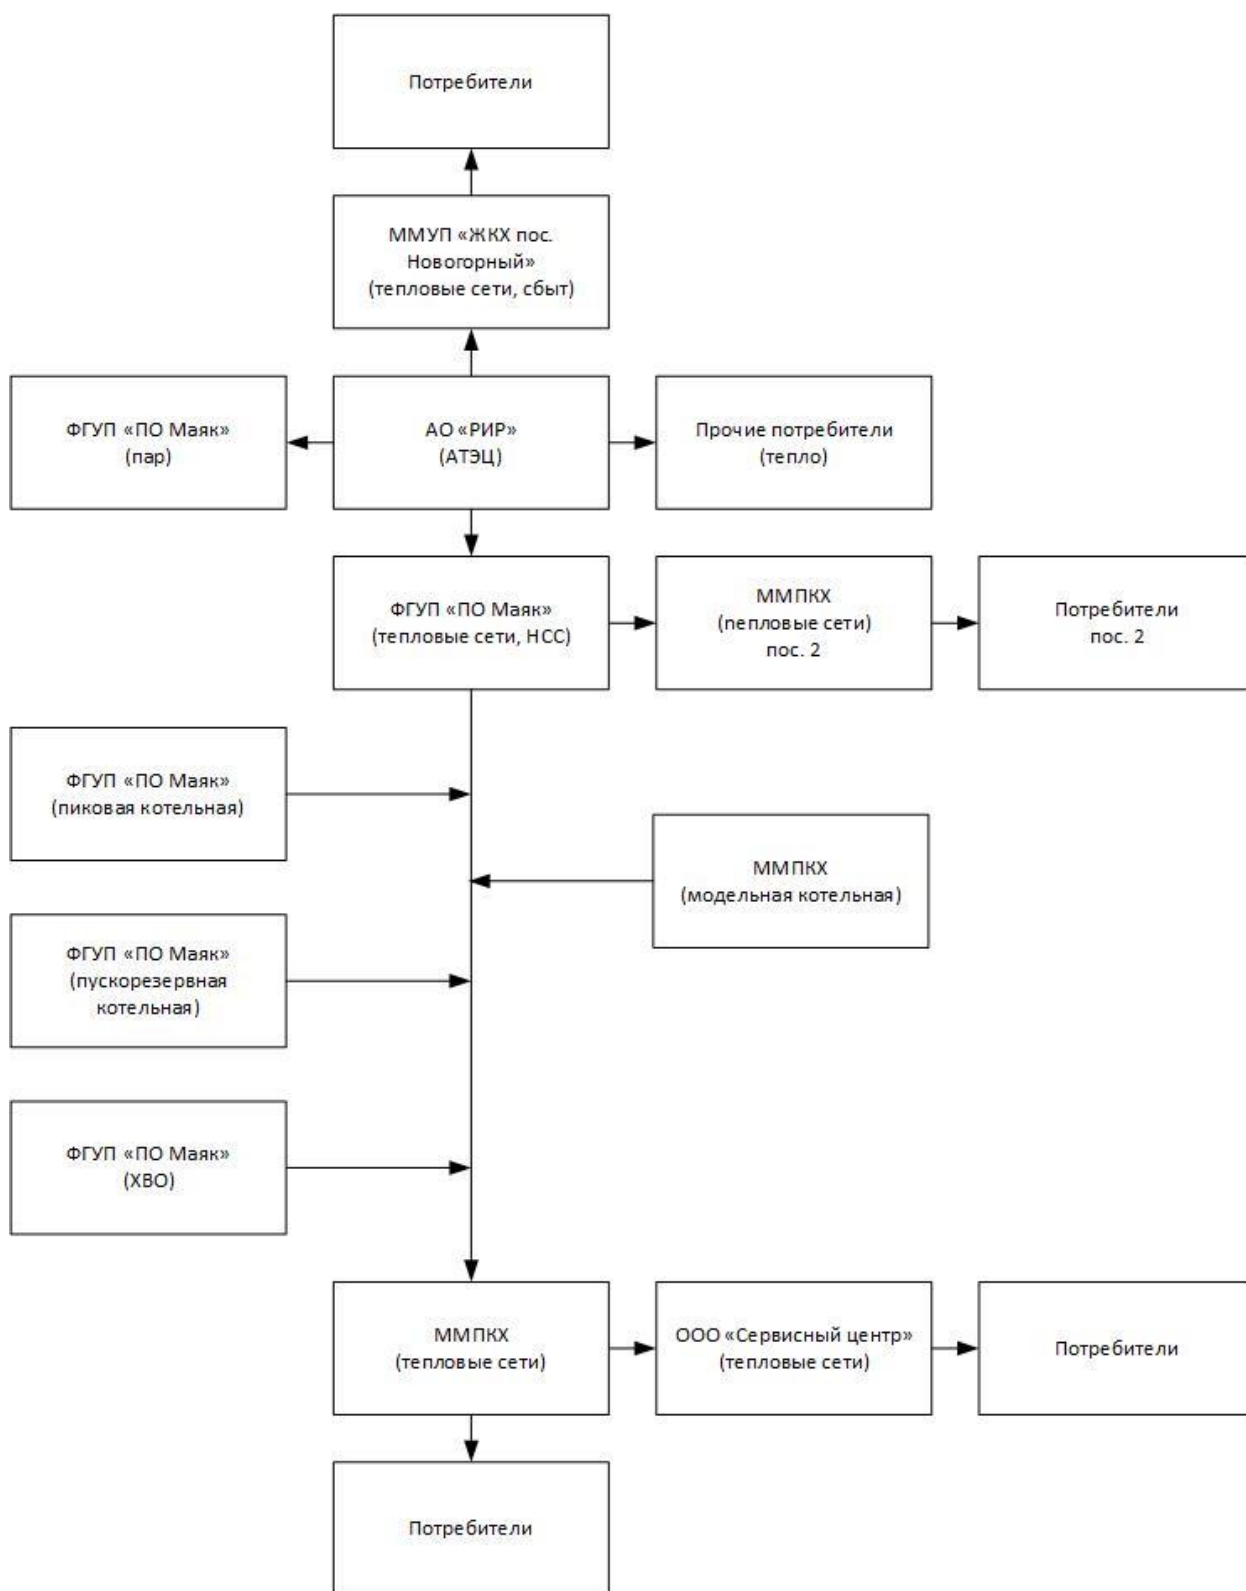 Потребители
ММУП «ЖКХ пос.
Новогорный»
(тепловые сети, сбыт)
ФГУП «ПО Маяк»
(пар)
АО «РИР»
(АТЭЦ)
Прочие потребители
(тепло)
ФГУП «ПО Маяк»
(тепловые сети, НСС)
ММПКХ
(пепловые сети)
пос. 2
Потребители
пос. 2
ФГУП «ПО Маяк»
(пиковая котельная)
ММПКХ
(модельная котельная)
ФГУП «ПО Маяк»
(пускорезервная
котельная)
ФГУП «ПО Маяк»
(ХВО)
ММПКХ
(тепловые сети)
ООО «Сервисный центр»
(тепловые сети)
Потребители
Потребители